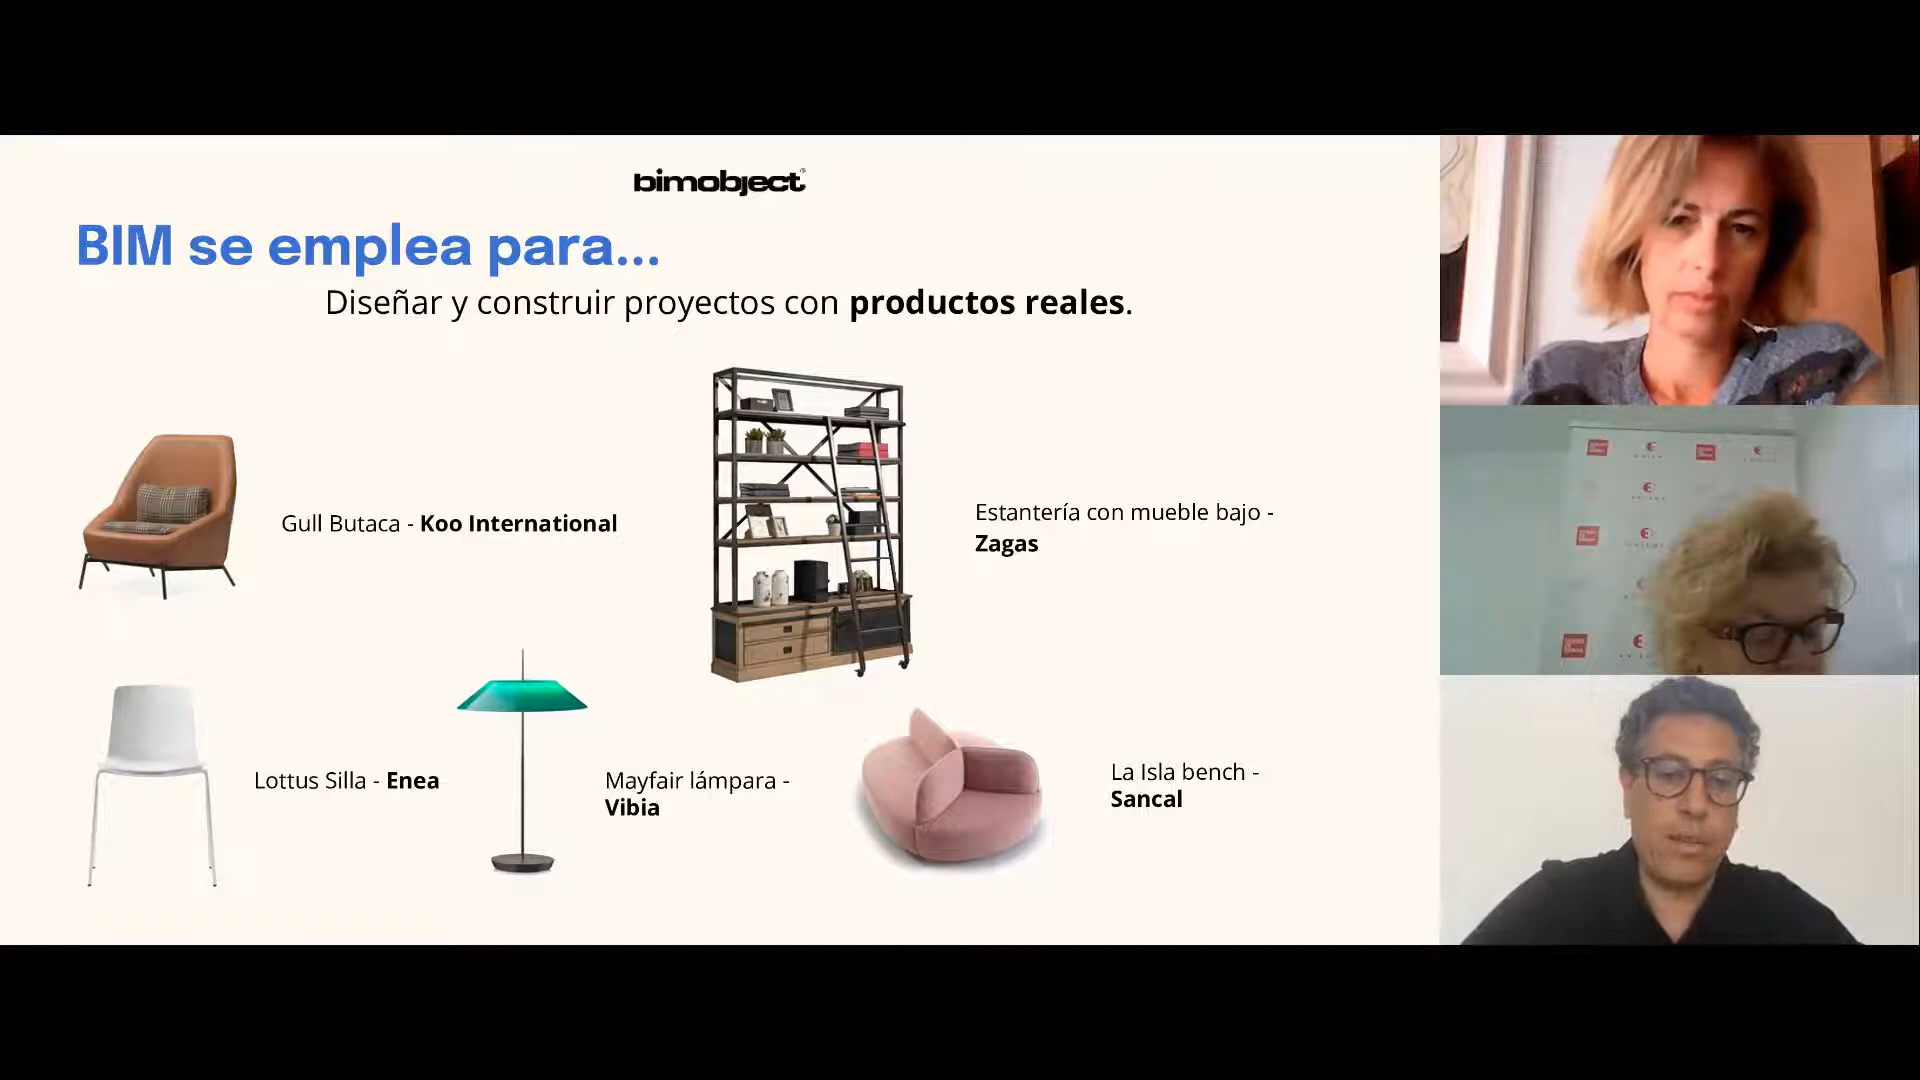 bimobject®
BIM se emplea para...
Diseñar y construir proyectos con productos reales.
Gull Butaca - Koo International
Estantería con mueble bajo -
Zagas
Lottus Silla - Enea
Mayfair lámpara -
Vibia
La Isla bench -
Sancal